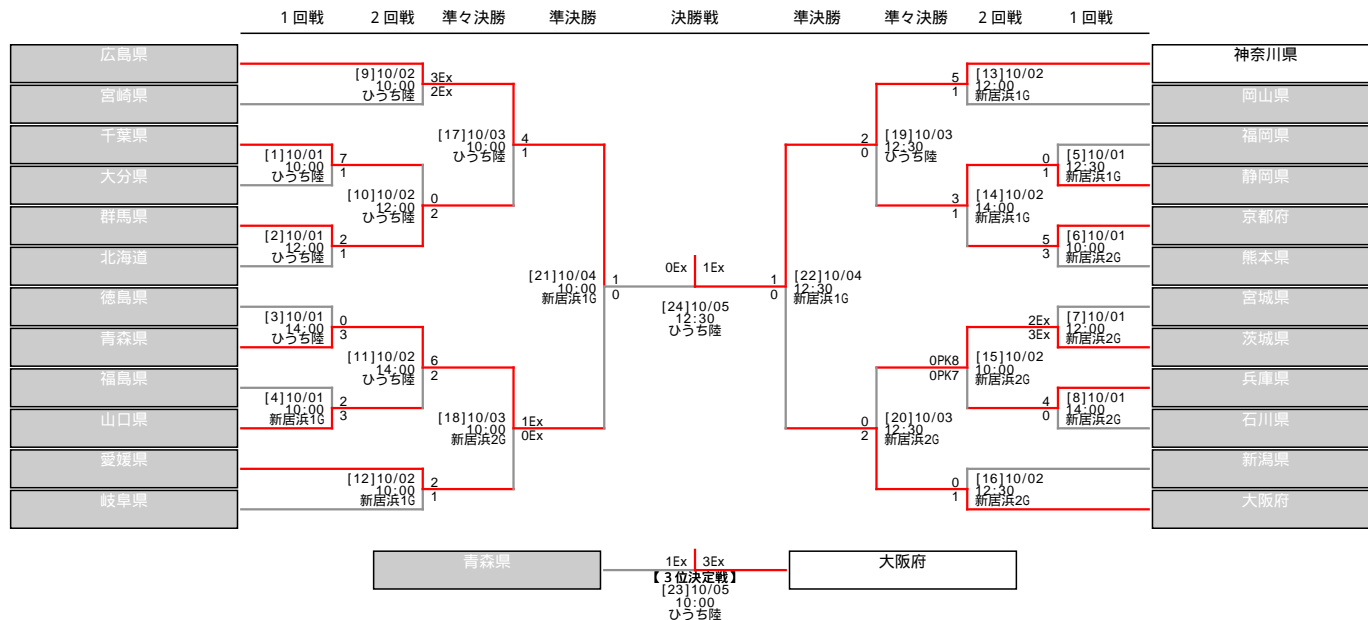 1回戦 2回戦 準々決勝 準決勝 決勝戦 準決勝 準々決勝 2回戦 1回戦
広島県
宮崎県
千葉県
大分県
群馬県
北海道
徳島県
青森県
福島県
山口県
愛媛県
岐阜県
[1]10/01
10:00
ひうち陸
7
1
[2]10/01
12:00
ひうち陸
2
1
[3]10/01
14:00
ひうち陸
0
3
[4]10/01
10:00
新居浜1G
2
3
[9]10/02
10:00
ひうち陸
3Ex
2Ex
[10]10/02
12:00
ひうち陸
0
2
[11]10/02
14:00
ひうち陸
6
2
[12]10/02
10:00
新居浜1G
2
1
[17]10/03
10:00
ひうち陸
4
1
[18]10/03
10:00
新居浜2G
1Ex
0Ex
[21]10/04
10:00
新居浜1G
1
0
0Ex 1Ex
[24]10/05
12:30
ひうち陸
1
0
[22]10/04
12:30
新居浜1G
2
0
[19]10/03
12:30
ひうち陸
0
2
[20]10/03
12:30
新居浜2G
5
1
[13]10/02
12:00
新居浜1G
3
1
[14]10/02
14:00
新居浜1G
0PK8
0PK7
[15]10/02
10:00
新居浜2G
0
1
[16]10/02
12:30
新居浜2G
0
1
[5]10/01
12:30
新居浜1G
5
3
[6]10/01
10:00
新居浜2G
2Ex
3Ex
[7]10/01
12:00
新居浜2G
4
0
[8]10/01
14:00
新居浜2G
神奈川県
岡山県
福岡県
静岡県
京都府
熊本県
宮城県
茨城県
兵庫県
石川県
新潟県
大阪府
青森県 1Ex 3Ex 大阪府
【3位決定戦】
[23]10/05
10:00
ひうち陸